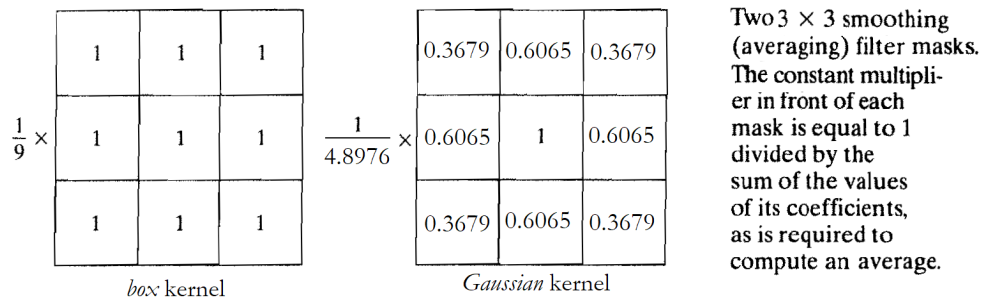 1/9 ×
1 1 1
1 1 1
1 1 1
box kernel
1/4.8976 ×
0.3679 0.6065 0.3679
0.6065 1 0.6065
0.3679 0.6065 0.3679
Gaussian kernel
Two 3 × 3 smoothing
(averaging) filter masks.
The constant multipli-
er in front of each
mask is equal to 1
divided by the
sum of the values
of its coefficients,
as is required to
compute an average.